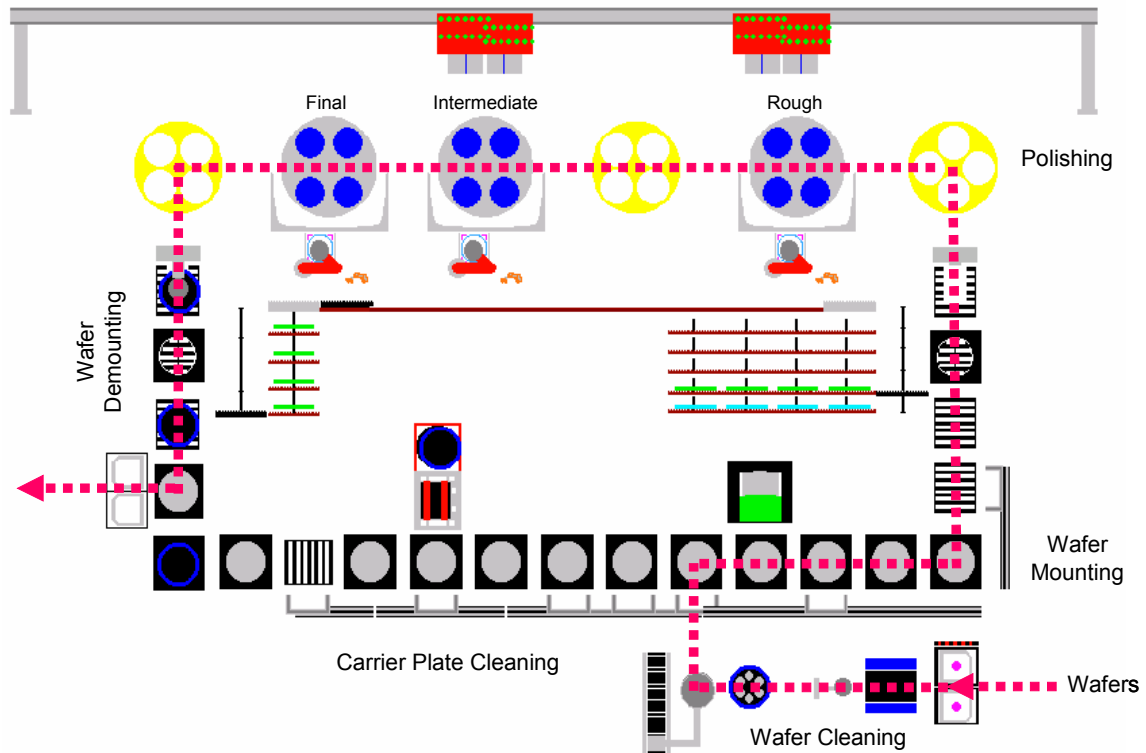 Final
Intermediate
Rough
Polishing
Wafer
Demounting
Wafer
Mounting
Carrier Plate Cleaning
Wafers
Wafer Cleaning